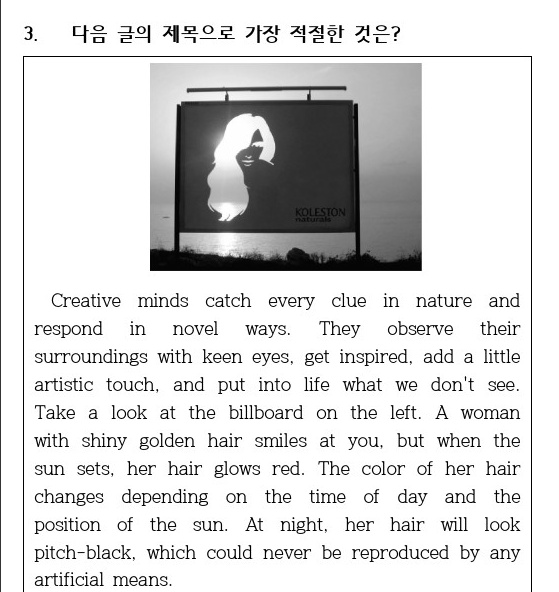 3. 다음 글의 제목으로 가장 적절한 것은?
KOLESTON
naturals
Creative minds catch every clue in nature and
respond in novel ways. They observe their
surroundings with keen eyes, get inspired, add a little
artistic touch, and put into life what we don't see.
Take a look at the billboard on the left. A woman
with shiny golden hair smiles at you, but when the
sun sets, her hair glows red. The color of her hair
changes depending on the time of day and the
position of the sun. At night, her hair will look
pitch-black, which could never be reproduced by any
artificial means.